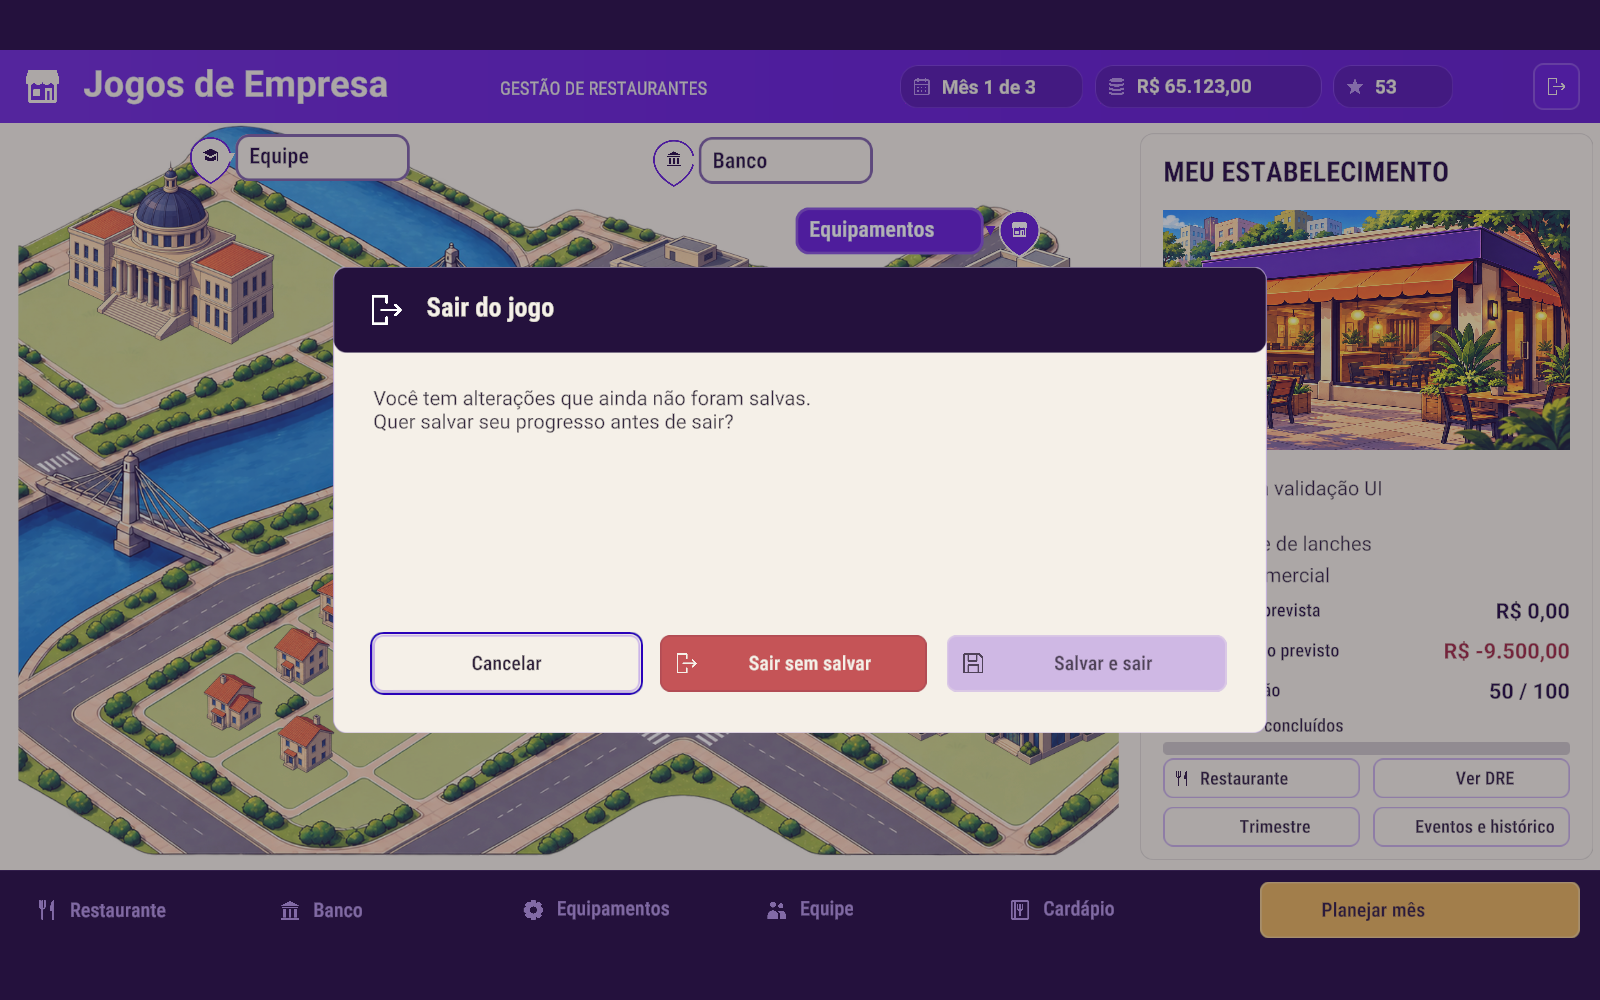 Jogos de Empresa
GESTÃO DE RESTAURANTES
Mês 1 de 3
R$ 65.123,00
53
Equipe
Banco
Equipamentos
MEU ESTABELECIMENTO
Sair do jogo
Você tem alterações que ainda não foram salvas.
Quer salvar seu progresso antes de sair?
Cancelar
Sair sem salvar
Salvar e sair
validação UI
de lanches
R$ 0,00
o previsto
R$ -9.500,00
50 / 100
concluídos
Restaurante
Ver DRE
Trimestre
Eventos e histórico
Restaurante
Banco
Equipamentos
Equipe
Cardápio
Planejar mês